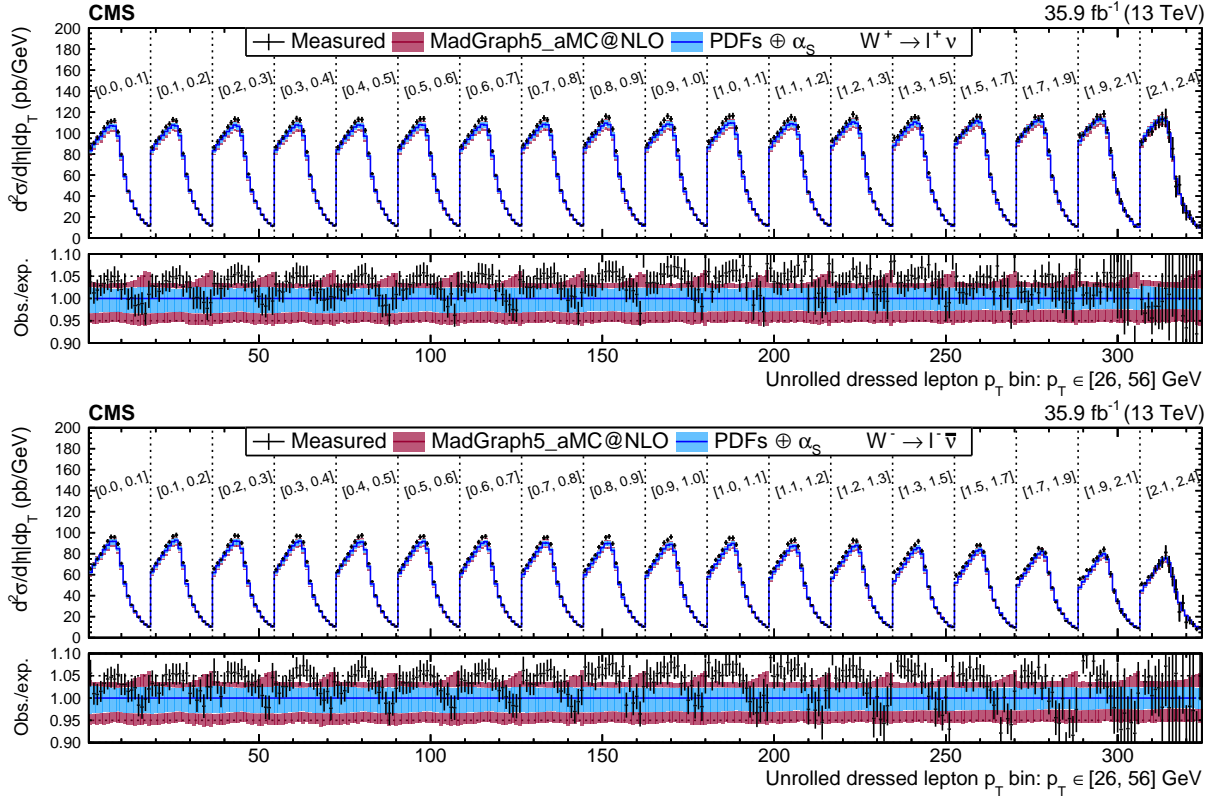 CMS 35.9 fb⁻¹ (13 TeV)
Measured MadGraph5_aMC@NLO PDFs ⊕ α_S W⁺ → l⁺ ν
[0.0, 0.1] [0.1, 0.2] [0.2, 0.3] [0.3, 0.4] [0.4, 0.5] [0.5, 0.6] [0.6, 0.7] [0.7, 0.8] [0.8, 0.9] [0.9, 1.0] [1.0, 1.1] [1.1, 1.2] [1.2, 1.3] [1.3, 1.5] [1.5, 1.7] [1.7, 1.9] [1.9, 2.1] [2.1, 2.4]
d²σ/d|η|dp_T (pb/GeV)
200
180
160
140
120
100
80
60
40
20
0
Obs./exp.
1.10
1.05
1.00
0.95
0.90
50 100 150 200 250 300
Unrolled dressed lepton p_T bin: p_T ∈ [26, 56] GeV
CMS 35.9 fb⁻¹ (13 TeV)
Measured MadGraph5_aMC@NLO PDFs ⊕ α_S W⁻ → l⁻ ν̅
[0.0, 0.1] [0.1, 0.2] [0.2, 0.3] [0.3, 0.4] [0.4, 0.5] [0.5, 0.6] [0.6, 0.7] [0.7, 0.8] [0.8, 0.9] [0.9, 1.0] [1.0, 1.1] [1.1, 1.2] [1.2, 1.3] [1.3, 1.5] [1.5, 1.7] [1.7, 1.9] [1.9, 2.1] [2.1, 2.4]
d²σ/d|η|dp_T (pb/GeV)
200
180
160
140
120
100
80
60
40
20
0
Obs./exp.
1.10
1.05
1.00
0.95
0.90
50 100 150 200 250 300
Unrolled dressed lepton p_T bin: p_T ∈ [26, 56] GeV